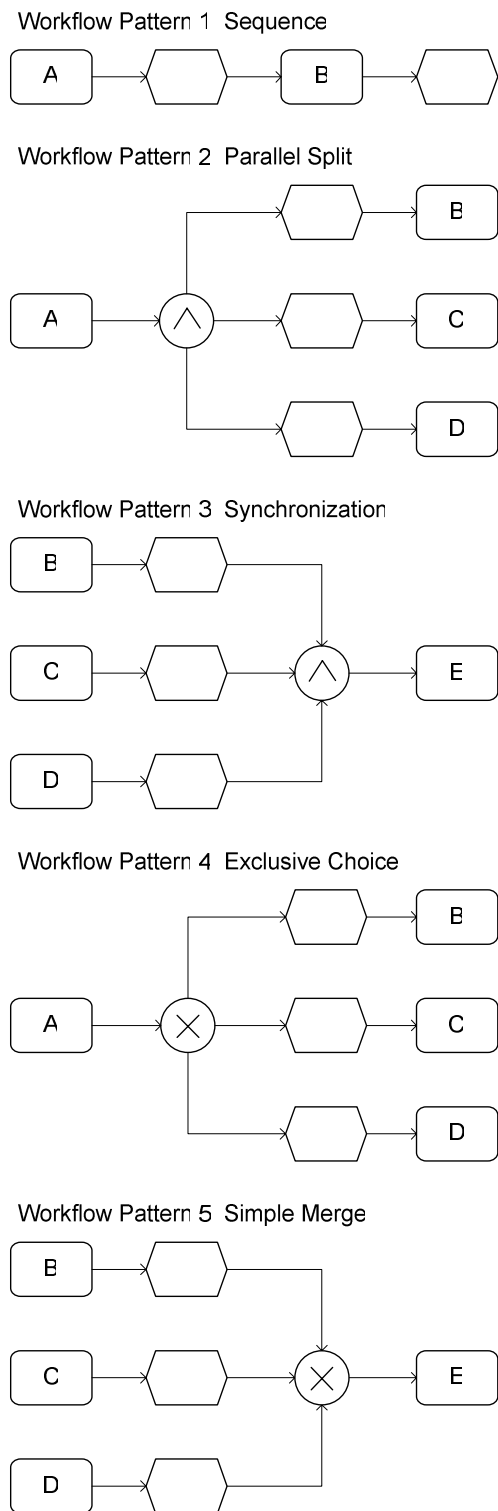 Workflow Pattern 1 Sequence
A B
Workflow Pattern 2 Parallel Split
B
A C
D
Workflow Pattern 3 Synchronization
B
C E
D
Workflow Pattern 4 Exclusive Choice
B
A C
D
Workflow Pattern 5 Simple Merge
B
C E
D